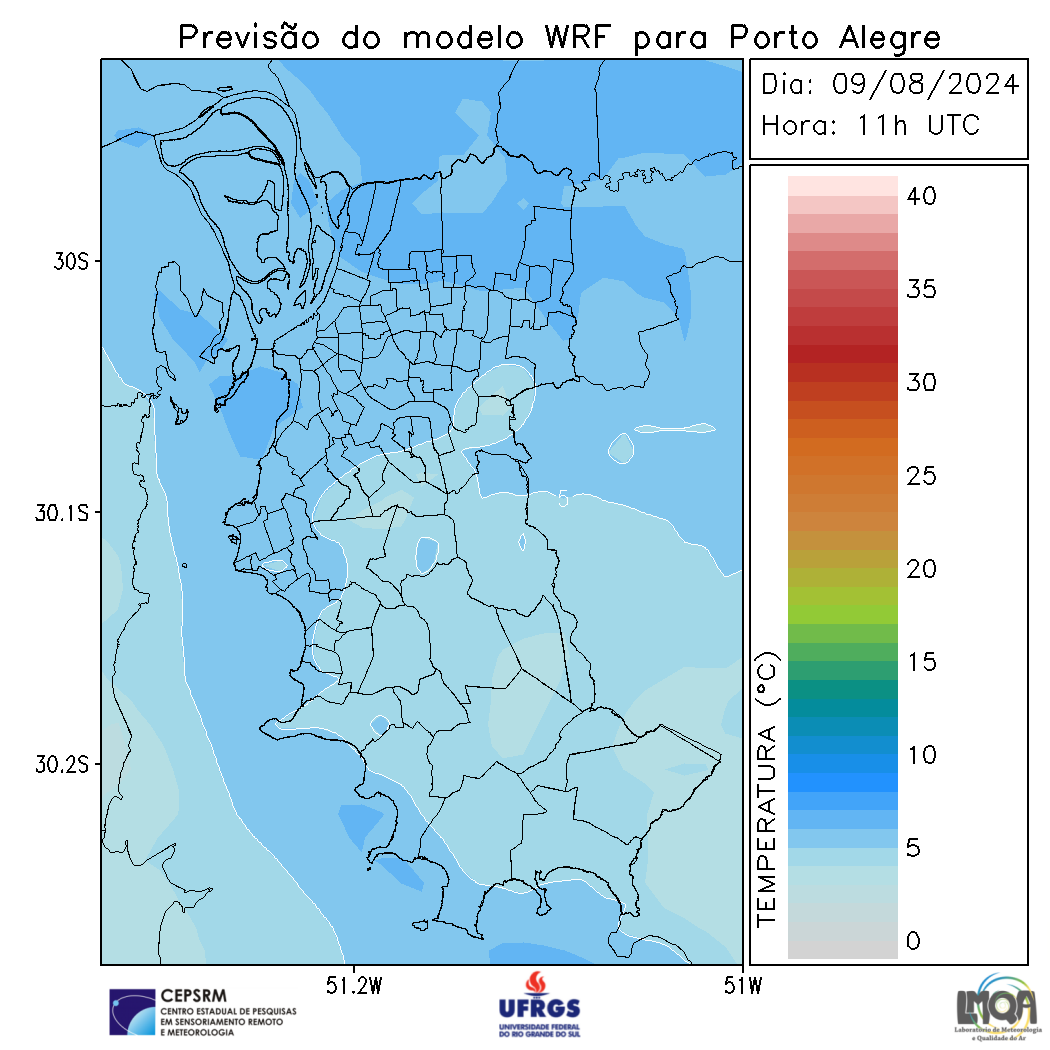 Previsão do modelo WRF para Porto Alegre
Dia: 09/08/2024
Hora: 11h UTC
40
35
30
25
20
15
10
5
0
TEMPERATURA (°C)
30S
30.1S
30.2S
5
51.2W
51W
CEPSRM
CENTRO ESTADUAL DE PESQUISAS
EM SENSORIAMENTO REMOTO
E METEOROLOGIA
UFRGS
UNIVERSIDADE FEDERAL
DO RIO GRANDE DO SUL
LMQA
Laboratório de Meteorologia
e Qualidade do Ar